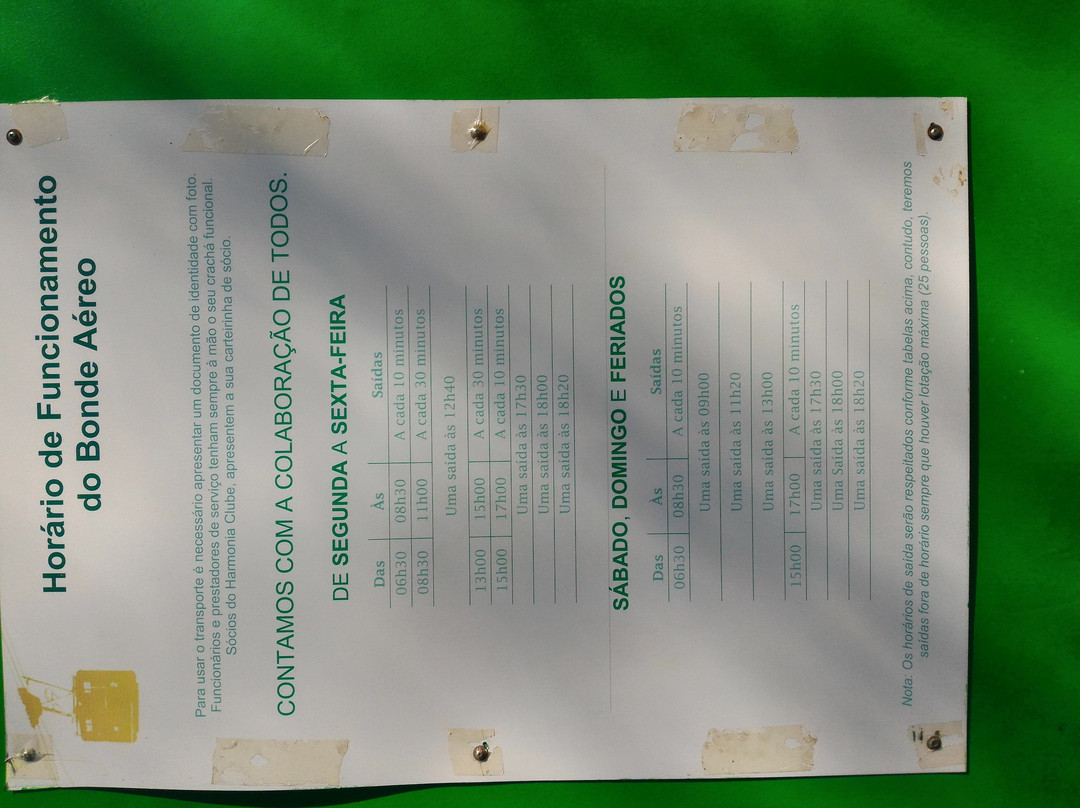 Horário de Funcionamento
do Bonde Aéreo
Para usar o transporte é necessário apresentar um documento de identidade com foto.
Funcionários e prestadores de serviço tenham sempre à mão o seu crachá funcional.
Sócios do Harmonia Clube, apresentem a sua carteirinha de sócio.
CONTAMOS COM A COLABORAÇÃO DE TODOS.
DE SEGUNDA A SEXTA-FEIRA
Das Às Saídas
06h30 08h30 A cada 10 minutos
08h30 11h00 A cada 30 minutos
Uma saída às 12h40
13h00 15h00 A cada 30 minutos
15h00 17h00 A cada 10 minutos
Uma saída às 17h30
Uma saída às 18h00
Uma saída às 18h20
SÁBADO, DOMINGO E FERIADOS
Das Às Saídas
06h30 08h30 A cada 10 minutos
Uma saída às 09h00
Uma saída às 11h20
Uma saída às 13h00
15h00 17h00 A cada 10 minutos
Uma saída às 17h30
Uma Saída às 18h00
Uma saída às 18h20
Nota: Os horários de saída serão respeitados conforme tabelas acima, contudo, teremos
saídas fora de horário sempre que houver lotação máxima (25 pessoas).